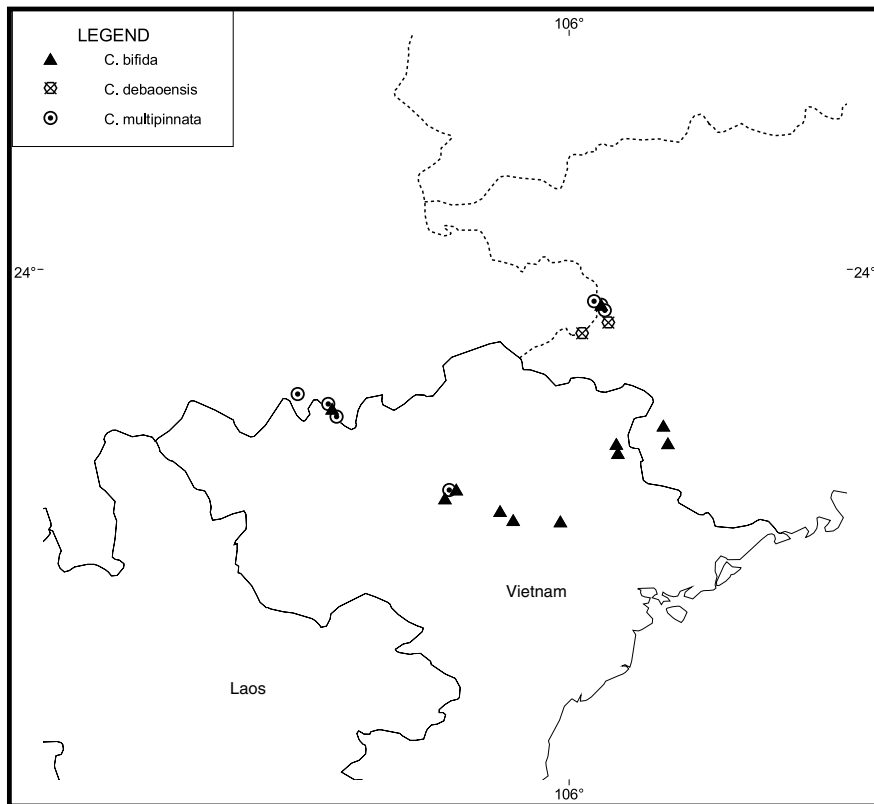 106°
LEGEND
C. bifida
C. debaoensis
C. multipinnata
24°
24°
Vietnam
Laos
106°